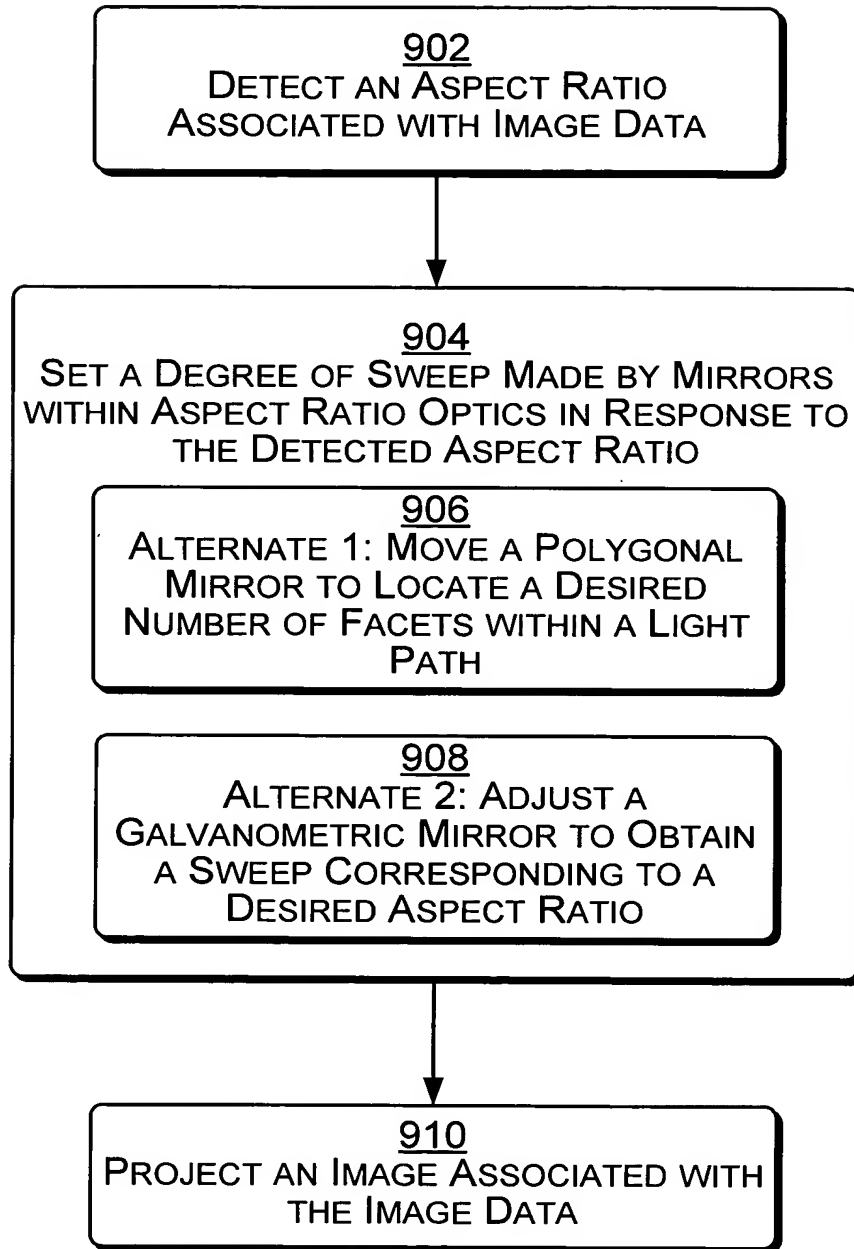 902
DETECT AN ASPECT RATIO
ASSOCIATED WITH IMAGE DATA
904
SET A DEGREE OF SWEEP MADE BY MIRRORS
WITHIN ASPECT RATIO OPTICS IN RESPONSE TO
THE DETECTED ASPECT RATIO
906
ALTERNATE 1: MOVE A POLYGONAL
MIRROR TO LOCATE A DESIRED
NUMBER OF FACETS WITHIN A LIGHT
PATH
908
ALTERNATE 2: ADJUST A
GALVANOMETRIC MIRROR TO OBTAIN
A SWEEP CORRESPONDING TO A
DESIRED ASPECT RATIO
910
PROJECT AN IMAGE ASSOCIATED WITH
THE IMAGE DATA